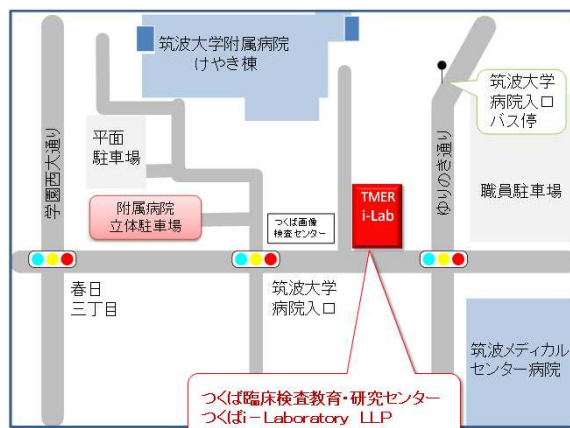 筑波大学附属病院
けやき棟
筑波大学
病院入口
バス停
学園西大通り
平面
駐車場
ゆりのき通り
職員駐車場
TMER
i-Lab
附属病院
立体駐車場
つくば画像
検査センター
春日
三丁目
筑波大学
病院入口
筑波メディカル
センター病院
つくば臨床検査教育・研究センター
つくばi－Laboratory LLP